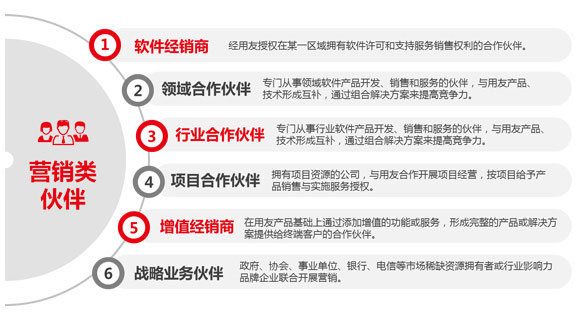 营销类
伙伴
1 软件经销商
经用友授权在某一区域拥有软件许可和支持服务销售权利的合作伙伴。
2 领域合作伙伴
专门从事领域软件产品开发、销售和服务的伙伴，与用友产品、
技术形成互补，通过组合解决方案来提高竞争力。
3 行业合作伙伴
专门从事行业软件产品开发、销售和服务的伙伴，与用友产品、
技术形成互补，通过组合解决方案来提高竞争力。
4 项目合作伙伴
拥有项目资源的公司，与用友合作开展项目经营，按项目给予产
品销售与实施服务授权。
5 增值经销商
在用友产品基础上通过添加增值的功能或服务，形成完整的产品或解决方
案提供给终端客户的合作伙伴。
6 战略业务伙伴
政府、协会、事业单位、银行、电信等市场稀缺资源拥有者或行业影响力
品牌企业联合开展营销。